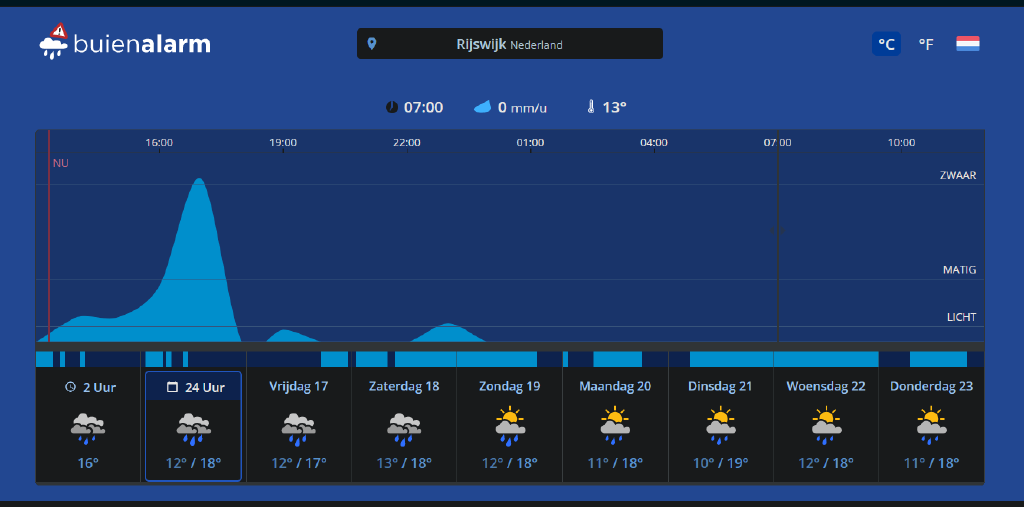 buienalarm
Rijswijk Nederland
°C °F
07:00 0 mm/u 13°
16:00 19:00 22:00 01:00 04:00 07:00 10:00
NU
ZWAAR
MATIG
LICHT
2 Uur 24 Uur Vrijdag 17 Zaterdag 18 Zondag 19 Maandag 20 Dinsdag 21 Woensdag 22 Donderdag 23
16° 12° / 18° 12° / 17° 13° / 18° 12° / 18° 11° / 18° 10° / 19° 12° / 18° 11° / 18°